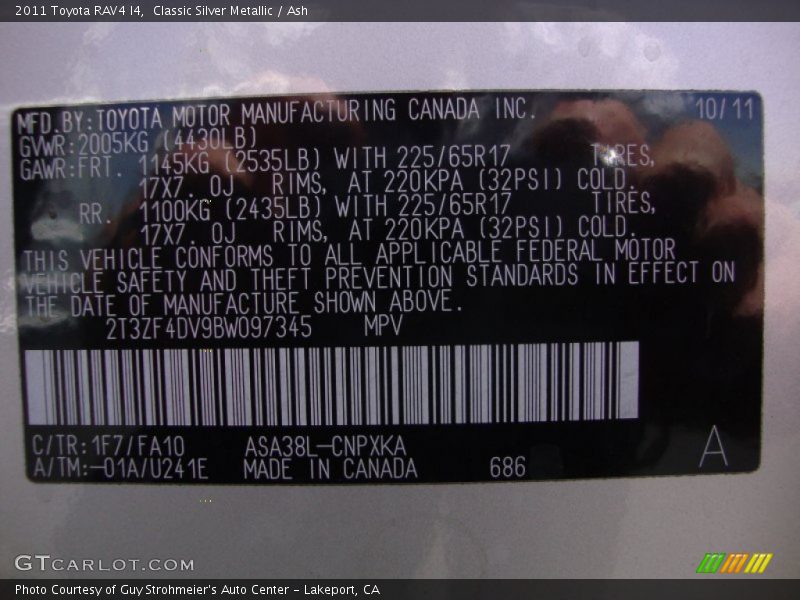 2011 Toyota RAV4 I4,  Classic Silver Metallic / Ash
MFD.BY:TOYOTA MOTOR MANUFACTURING CANADA INC. 10/11
GVWR:2005KG (4430LB)
GAWR:FRT. 1145KG (2535LB) WITH 225/65R17 TIRES,
17X7. 0J RIMS, AT 220KPA (32PSI) COLD.
RR. 1100KG (2435LB) WITH 225/65R17 TIRES,
17X7. 0J RIMS, AT 220KPA (32PSI) COLD.
THIS VEHICLE CONFORMS TO ALL APPLICABLE FEDERAL MOTOR
VEHICLE SAFETY AND THEFT PREVENTION STANDARDS IN EFFECT ON
THE DATE OF MANUFACTURE SHOWN ABOVE.
2T3ZF4DV9BW097345 MPV
C/TR:1F7/FA10 ASA38L-CNPXKA
A/TM:-01A/U241E MADE IN CANADA 686 A
GTCARLOT.COM
Photo Courtesy of Guy Strohmeier's Auto Center - Lakeport, CA